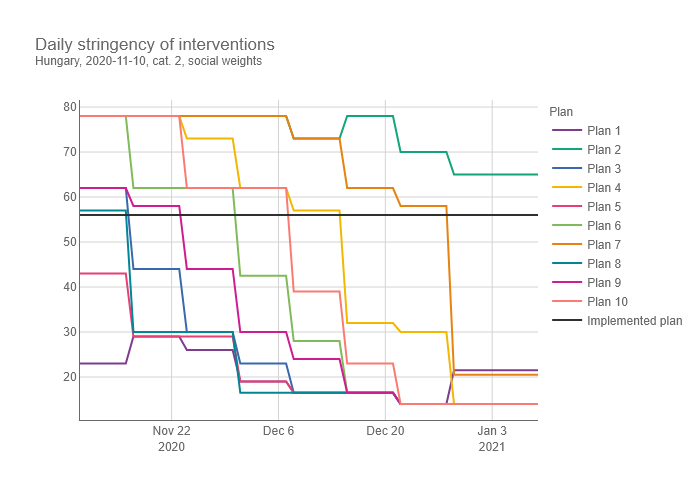 Daily stringency of interventions
Hungary, 2020-11-10, cat. 2, social weights
80
70
60
50
40
30
20
Nov 22
2020
Dec 6
Dec 20
Jan 3
2021
Plan
Plan 1
Plan 2
Plan 3
Plan 4
Plan 5
Plan 6
Plan 7
Plan 8
Plan 9
Plan 10
Implemented plan